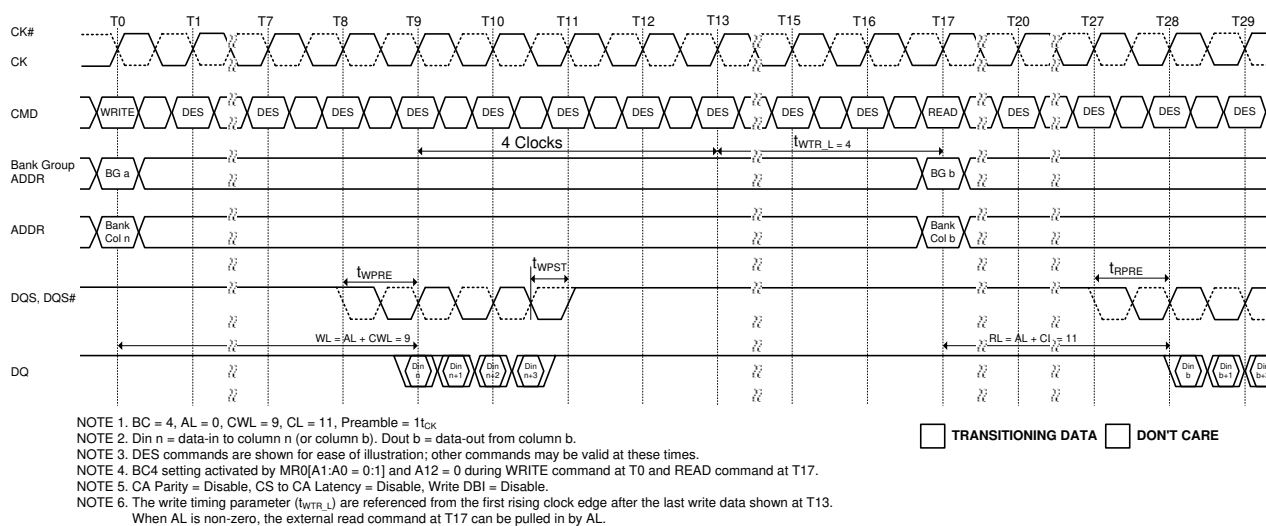 T0 T1 T7 T8 T9 T10 T11 T12 T13 T15 T16 T17 T20 T27 T28 T29
CK#
CK
CMD WRITE DES DES DES DES DES DES DES DES DES DES READ DES DES DES DES
4 Clocks tWTR_L = 4
Bank Group
ADDR
BG a BG b
ADDR
Bank
Col n
Bank
Col b
tWPRE tWPST tRPRE
DQS, DQS#
WL = AL + CWL = 9 RL = AL + CL = 11
DQ
Din
n
Din
n+1
Din
n+2
Din
n+3
Din
b
Din
b+1
Din
NOTE 1. BC = 4, AL = 0, CWL = 9, CL = 11, Preamble = 1tCK
NOTE 2. Din n = data-in to column n (or column b). Dout b = data-out from column b.
NOTE 3. DES commands are shown for ease of illustration; other commands may be valid at these times.
NOTE 4. BC4 setting activated by MR0[A1:A0 = 0:1] and A12 = 0 during WRITE command at T0 and READ command at T17.
NOTE 5. CA Parity = Disable, CS to CA Latency = Disable, Write DBI = Disable.
NOTE 6. The write timing parameter (tWTR_L) are referenced from the first rising clock edge after the last write data shown at T13.
When AL is non-zero, the external read command at T17 can be pulled in by AL.
TRANSITIONING DATA DON'T CARE